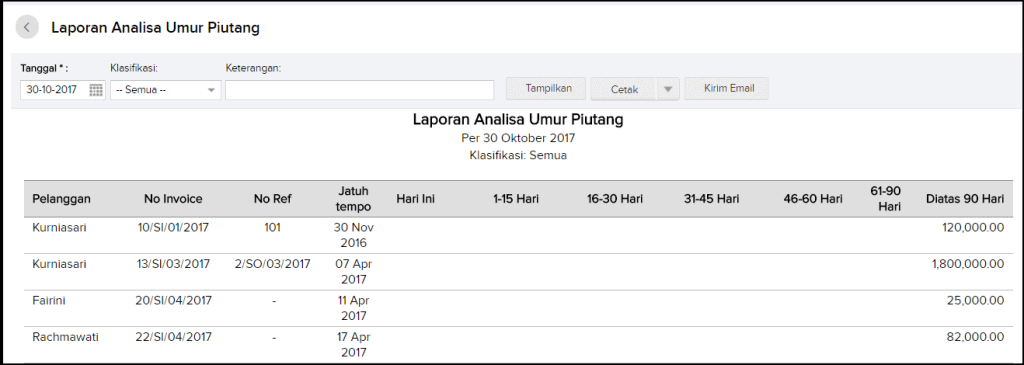 Laporan Analisa Umur Piutang
Tanggal * : Klasifikasi: Keterangan:
30-10-2017 -- Semua -- Tampilkan Cetak Kirim Email
Laporan Analisa Umur Piutang
Per 30 Oktober 2017
Klasifikasi: Semua
Pelanggan No Invoice No Ref Jatuh tempo Hari Ini 1-15 Hari 16-30 Hari 31-45 Hari 46-60 Hari 61-90 Hari Diatas 90 Hari
Kurniasari 10/SI/01/2017 101 30 Nov 2016 120,000.00
Kurniasari 13/SI/03/2017 2/SO/03/2017 07 Apr 2017 1,800,000.00
Fairini 20/SI/04/2017 - 11 Apr 2017 25,000.00
Rachmawati 22/SI/04/2017 - 17 Apr 2017 82,000.00